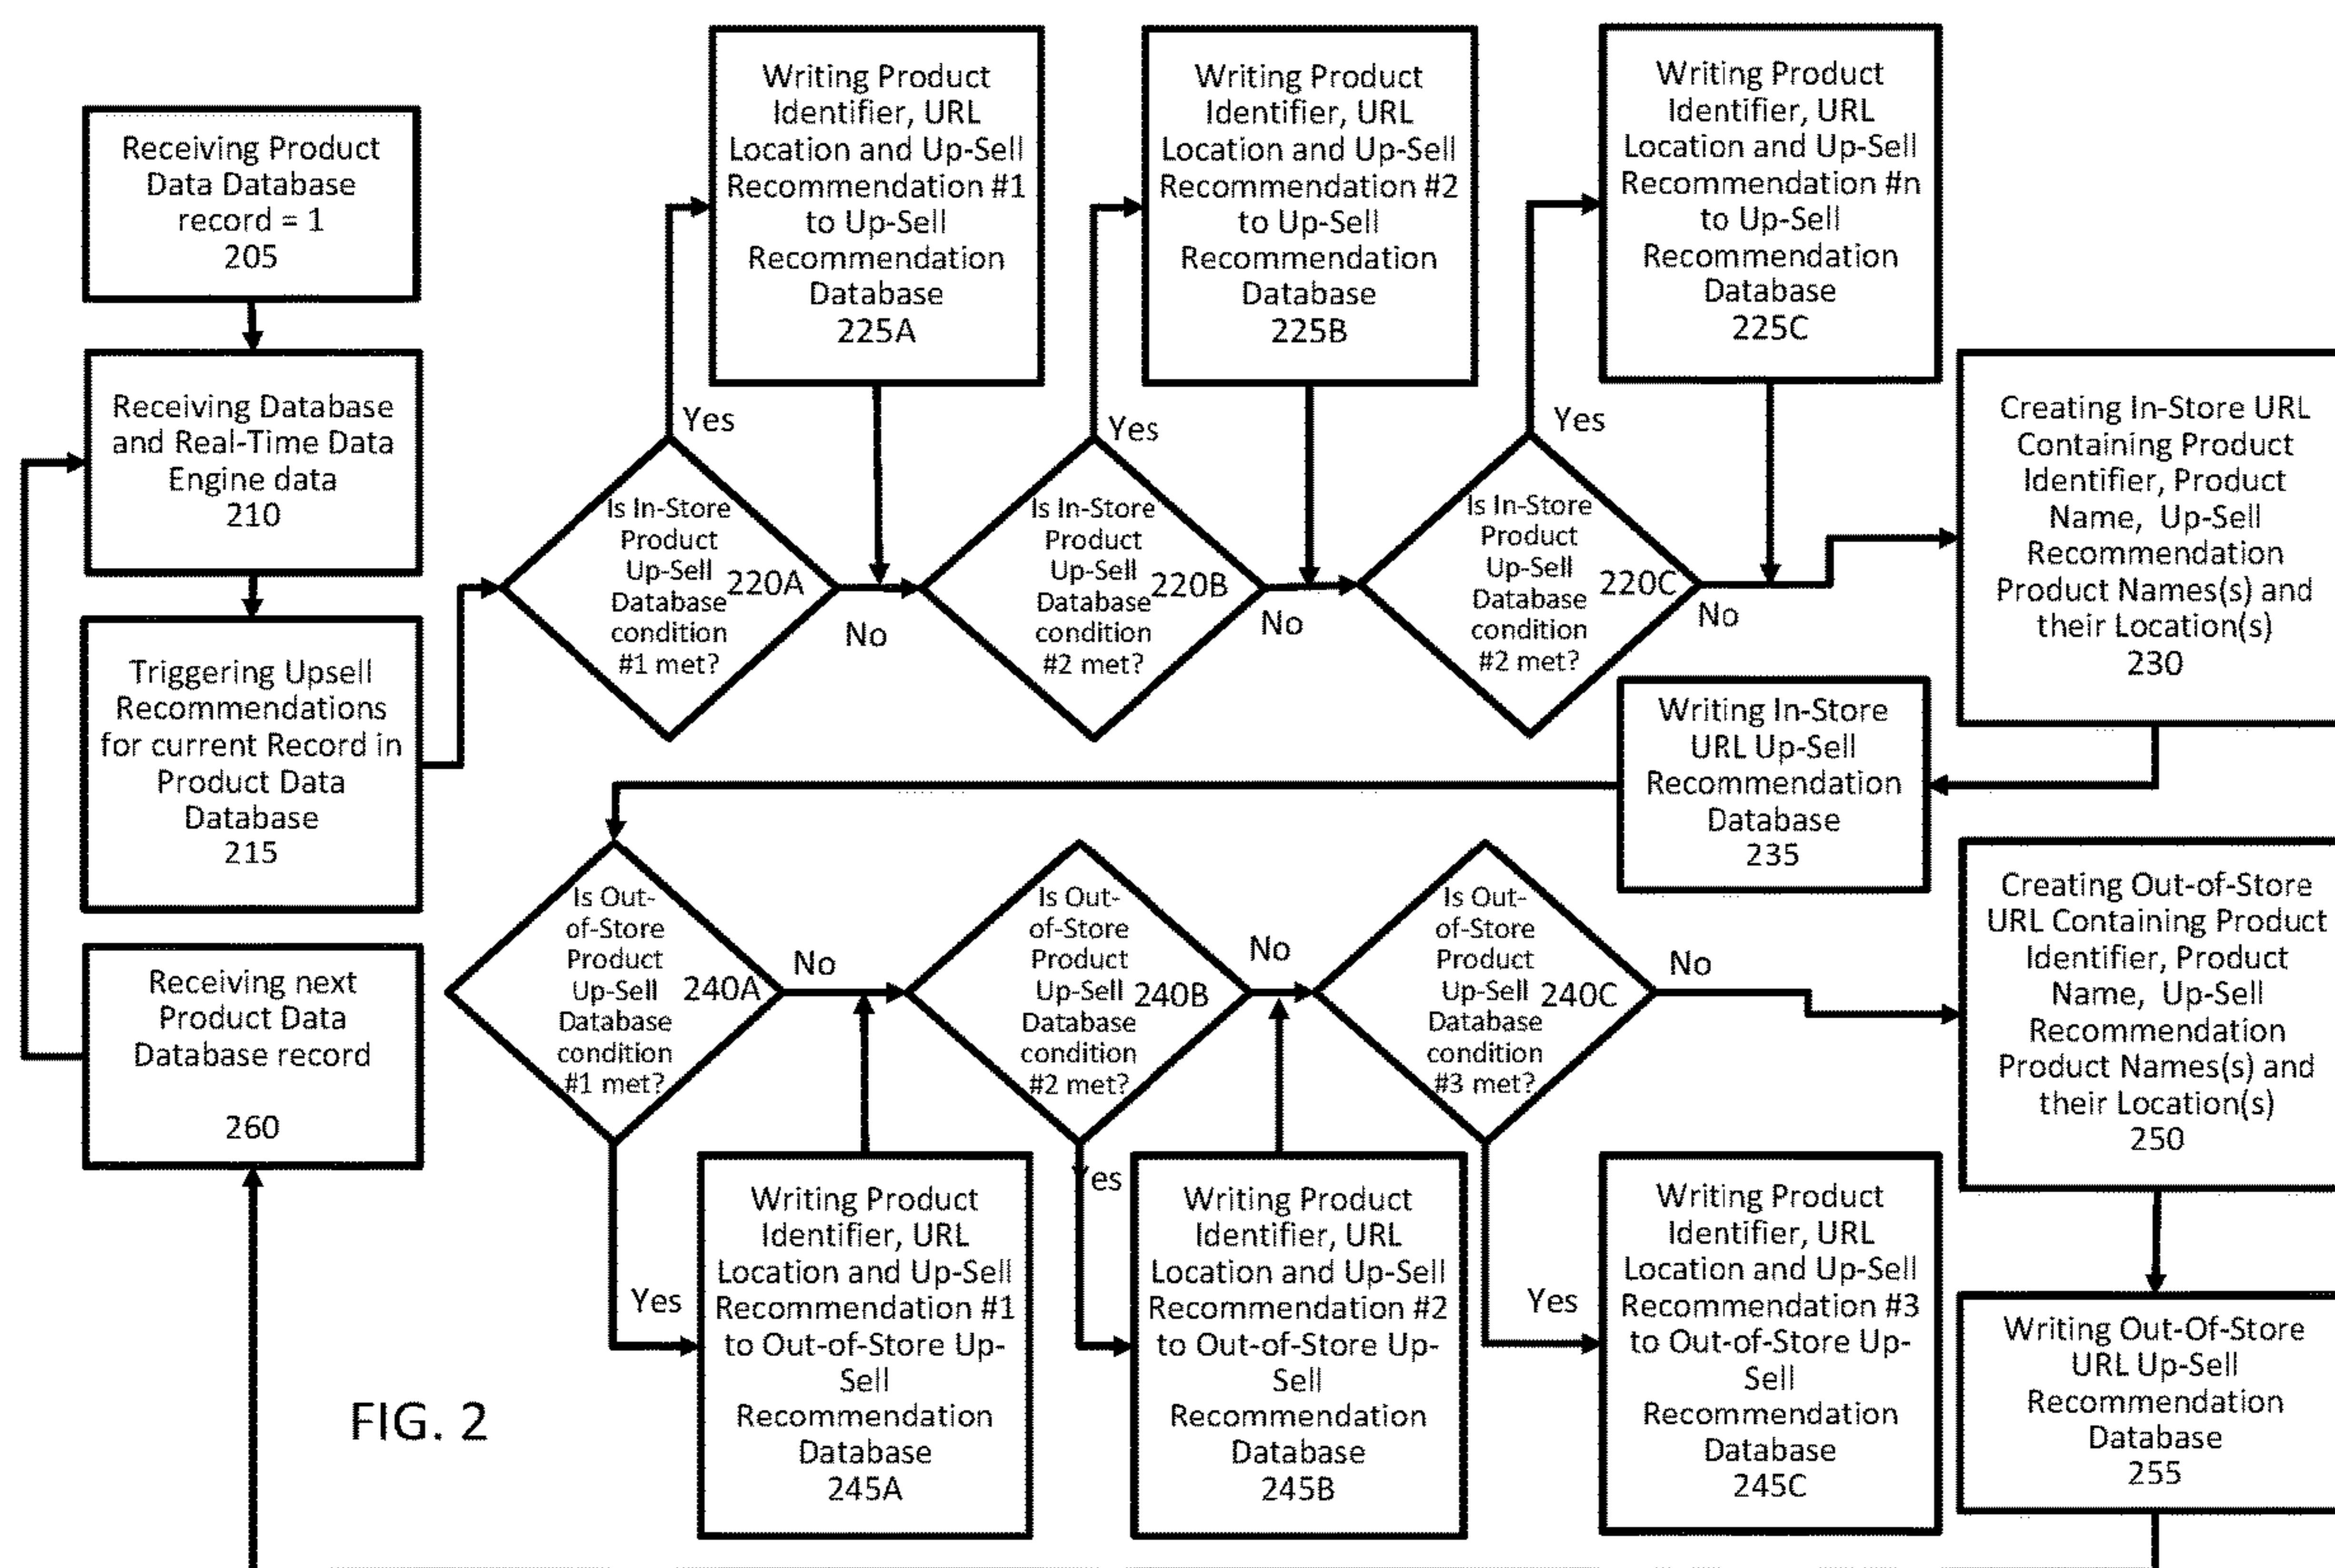 Receiving Product
Data Database
record = 1
205
Receiving Database
and Real-Time Data
Engine data
210
Triggering Upsell
Recommendations
for current Record in
Product Data
Database
215
Receiving next
Product Data
Database record
260
Writing Product
Identifier, URL
Location and Up-Sell
Recommendation #1
to Up-Sell
Recommendation
Database
225A
Writing Product
Identifier, URL
Location and Up-Sell
Recommendation #2
to Up-Sell
Recommendation
Database
225B
Writing Product
Identifier, URL
Location and Up-Sell
Recommendation #n
to Up-Sell
Recommendation
Database
225C
Yes
Is In-Store
Product
Up-Sell
Database
condition
#1 met?
220A
No
Yes
Is In-Store
Product
Up-Sell
Database
condition
#2 met?
220B
No
Yes
Is In-Store
Product
Up-Sell
Database
condition
#2 met?
220C
No
Creating In-Store URL
Containing Product
Identifier, Product
Name, Up-Sell
Recommendation
Product Names(s) and
their Location(s)
230
Writing In-Store
URL Up-Sell
Recommendation
Database
235
Is Out-
of-Store
Product
Up-Sell
Database
condition
#1 met?
240A
No
Yes
Is Out-
of-Store
Product
Up-Sell
Database
condition
#2 met?
240B
No
Yes
Is Out-
of-Store
Product
Up-Sell
Database
condition
#3 met?
240C
No
Yes
Creating Out-of-Store
URL Containing Product
Identifier, Product
Name, Up-Sell
Recommendation
Product Names(s) and
their Location(s)
250
Writing Product
Identifier, URL
Location and Up-Sell
Recommendation #1
to Out-of-Store Up-
Sell
Recommendation
Database
245A
Writing Product
Identifier, URL
Location and Up-Sell
Recommendation #2
to Out-of-Store Up-
Sell
Recommendation
Database
245B
Writing Product
Identifier, URL
Location and Up-Sell
Recommendation #3
to Out-of-Store Up-
Sell
Recommendation
Database
245C
Writing Out-Of-Store
URL Up-Sell
Recommendation
Database
255
FIG. 2